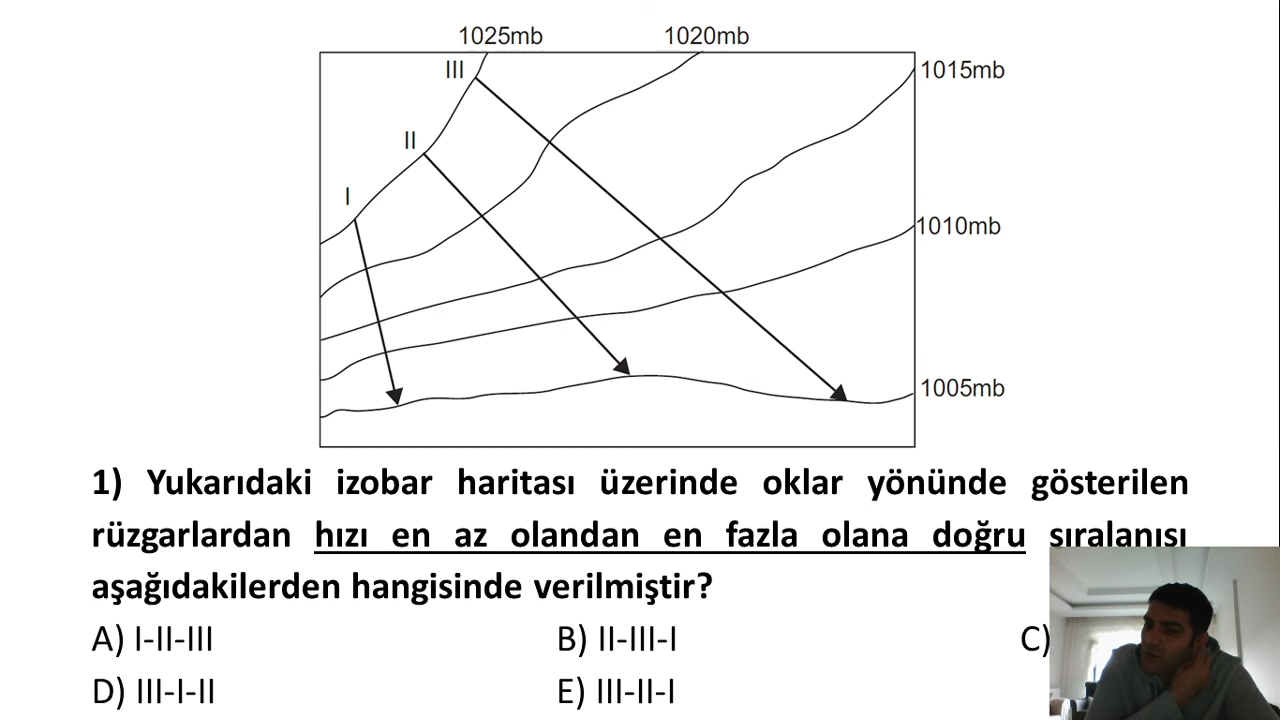 1025mb 1020mb
III 1015mb
II
I
1010mb
1005mb
1) Yukarıdaki izobar haritası üzerinde oklar yönünde gösterilen
rüzgarlardan hızı en az olandan en fazla olana doğru sıralanısı
aşağıdakilerden hangisinde verilmiştir?
A) I-II-III B) II-III-I C)
D) III-I-II E) III-II-I